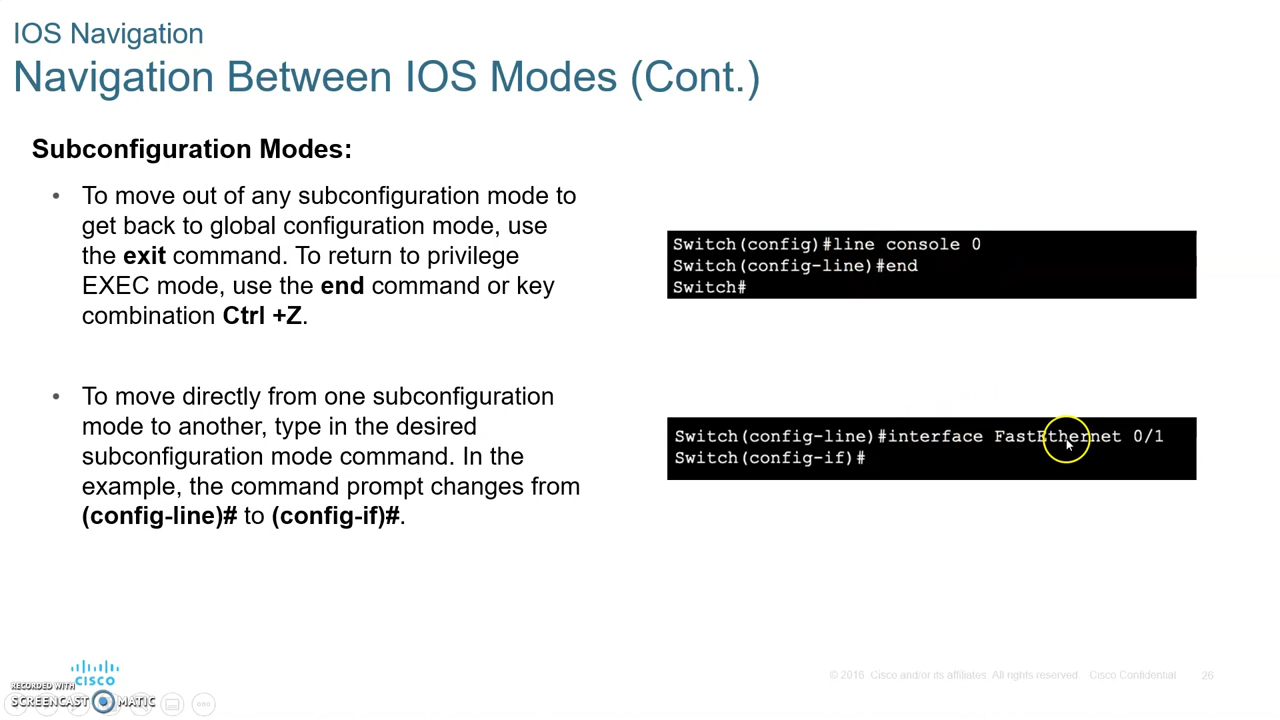 IOS Navigation
Navigation Between IOS Modes (Cont.)
Subconfiguration Modes:
• To move out of any subconfiguration mode to
get back to global configuration mode, use
the exit command. To return to privilege
EXEC mode, use the end command or key
combination Ctrl +Z.
Switch(config)#line console 0
Switch(config-line)#end
Switch#
• To move directly from one subconfiguration
mode to another, type in the desired
subconfiguration mode command. In the
example, the command prompt changes from
(config-line)# to (config-if)#.
Switch(config-line)#interface FastEthernet 0/1
Switch(config-if)#
CISCO
RECORDED WITH
SCREENCAST MATIC
© 2016 Cisco and/or its affiliates. All rights reserved. Cisco Confidential 26